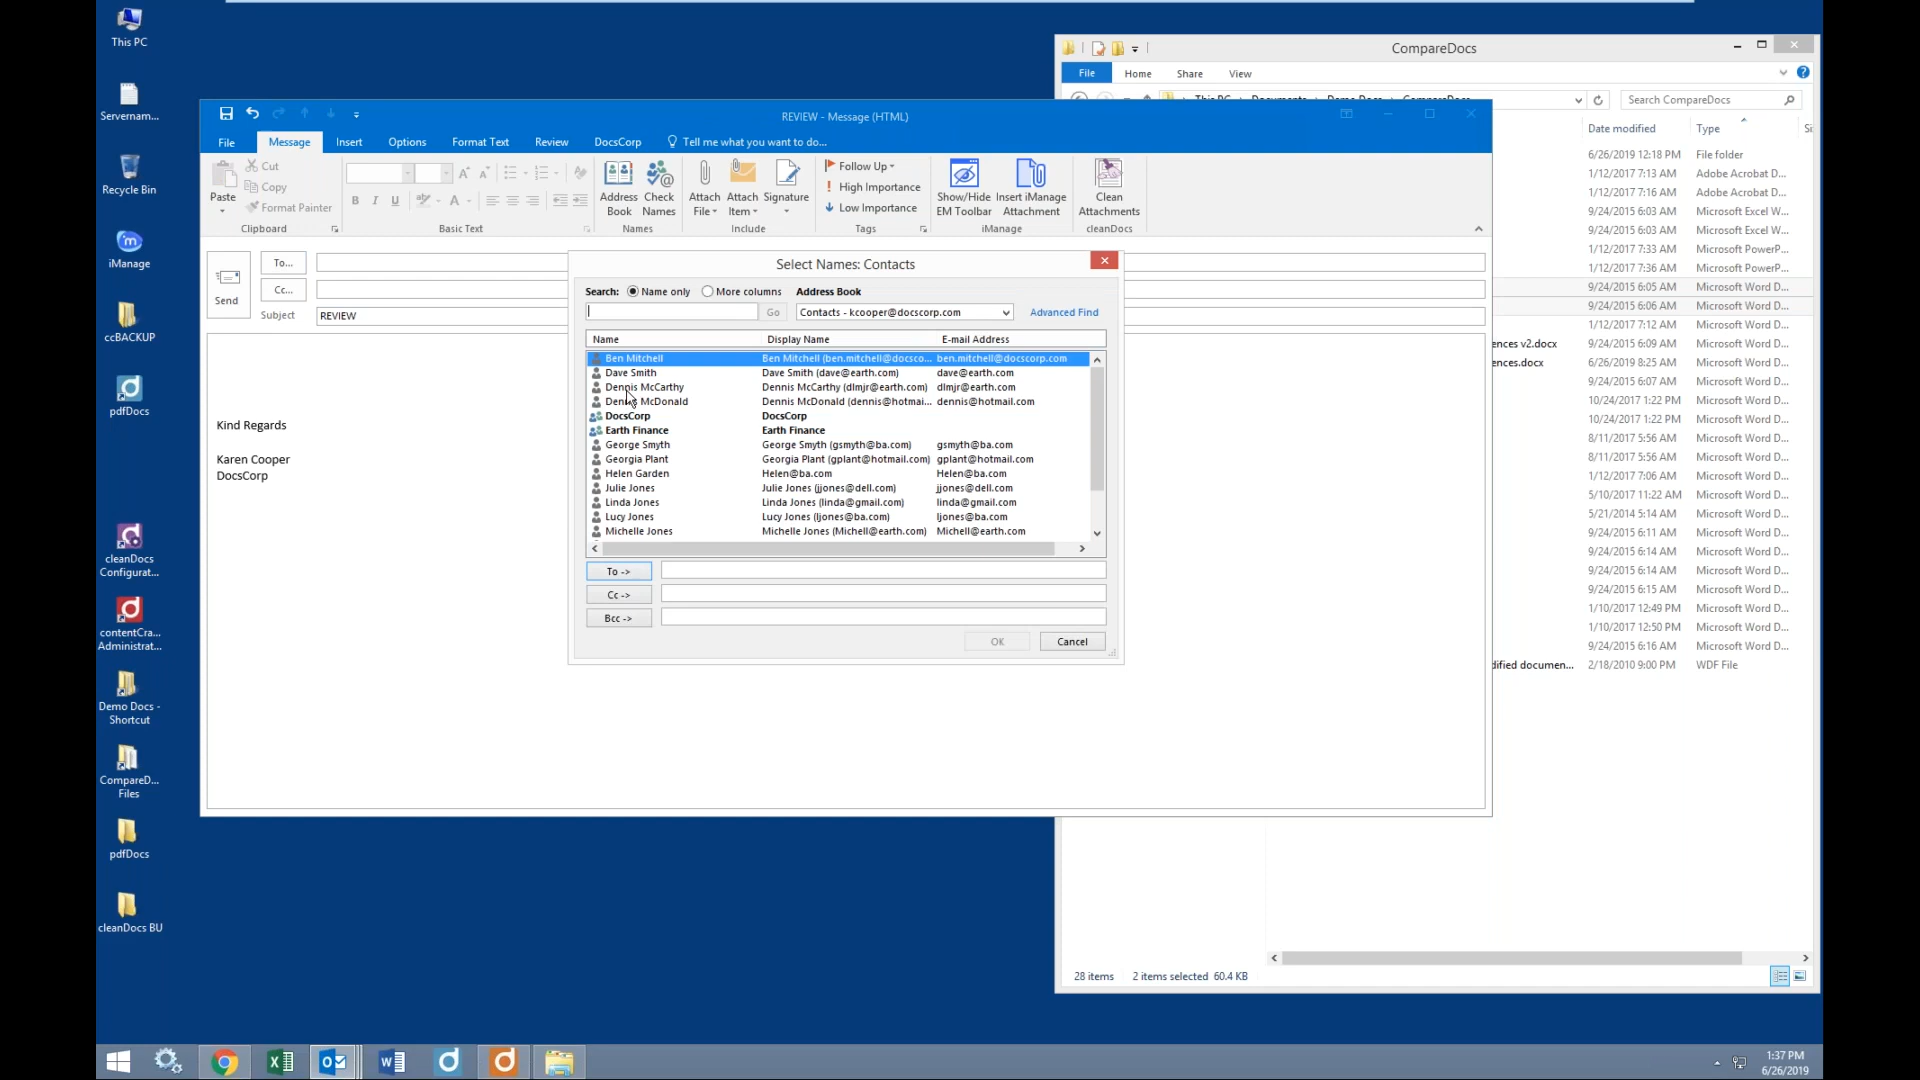 This PC
Servernam...
Recycle Bin
iManage
ccBACKUP
pdfDocs
cleanDocs
Configurat...
contentCra...
Administrat...
Demo Docs -
Shortcut
CompareD...
Files
pdfDocs
cleanDocs BU
CompareDocs
File Home Share View
Search CompareDocs
Date modified Type
6/26/2019 12:18 PM File folder
1/12/2017 7:13 AM Adobe Acrobat D...
1/12/2017 7:16 AM Adobe Acrobat D...
9/24/2015 6:03 AM Microsoft Excel W...
9/24/2015 6:03 AM Microsoft Excel W...
1/12/2017 7:33 AM Microsoft PowerP...
1/12/2017 7:36 AM Microsoft PowerP...
9/24/2015 6:05 AM Microsoft Word D...
9/24/2015 6:06 AM Microsoft Word D...
1/12/2017 7:12 AM Microsoft Word D...
ences v2.docx 9/24/2015 6:09 AM Microsoft Word D...
ences.docx 6/26/2019 8:25 AM Microsoft Word D...
9/24/2015 6:07 AM Microsoft Word D...
10/24/2017 1:22 PM Microsoft Word D...
10/24/2017 1:22 PM Microsoft Word D...
8/11/2017 5:56 AM Microsoft Word D...
8/11/2017 5:56 AM Microsoft Word D...
1/12/2017 7:06 AM Microsoft Word D...
5/10/2017 11:22 AM Microsoft Word D...
5/21/2014 5:14 AM Microsoft Word D...
9/24/2015 6:11 AM Microsoft Word D...
9/24/2015 6:14 AM Microsoft Word D...
9/24/2015 6:14 AM Microsoft Word D...
9/24/2015 6:15 AM Microsoft Word D...
1/10/2017 12:49 PM Microsoft Word D...
1/10/2017 12:50 PM Microsoft Word D...
9/24/2015 6:16 AM Microsoft Word D...
dified documen... 2/18/2010 9:00 PM WDF File
28 items 2 items selected 60.4 KB
REVIEW - Message (HTML)
File Message Insert Options Format Text Review DocsCorp Tell me what you want to do...
Paste
Cut
Copy
Format Painter
Clipboard
B I U
Basic Text
Address
Book
Check
Names
Names
Attach
File
Attach
Item
Signature
Include
Follow Up
High Importance
Low Importance
Tags
Show/Hide
EM Toolbar
Insert iManage
Attachment
iManage
Clean
Attachments
cleanDocs
Send
To...
Cc...
Subject REVIEW
Kind Regards
Karen Cooper
DocsCorp
Select Names: Contacts
Search: Name only More columns Address Book
Go Contacts - kcooper@docscorp.com Advanced Find
Name Display Name E-mail Address
Ben Mitchell Ben Mitchell (ben.mitchell@docsco... ben.mitchell@docscorp.com
Dave Smith Dave Smith (dave@earth.com) dave@earth.com
Dennis McCarthy Dennis McCarthy (dlmjr@earth.com) dlmjr@earth.com
Dennis McDonald Dennis McDonald (dennis@hotmai... dennis@hotmail.com
DocsCorp DocsCorp
Earth Finance Earth Finance
George Smyth George Smyth (gsmyth@ba.com) gsmyth@ba.com
Georgia Plant Georgia Plant (gplant@hotmail.com) gplant@hotmail.com
Helen Garden Helen@ba.com Helen@ba.com
Julie Jones Julie Jones (jjones@dell.com) jjones@dell.com
Linda Jones Linda Jones (linda@gmail.com) linda@gmail.com
Lucy Jones Lucy Jones (ljones@ba.com) ljones@ba.com
Michelle Jones Michelle Jones (Michell@earth.com) Michell@earth.com
To ->
Cc ->
Bcc ->
OK Cancel
1:37 PM
6/26/2019